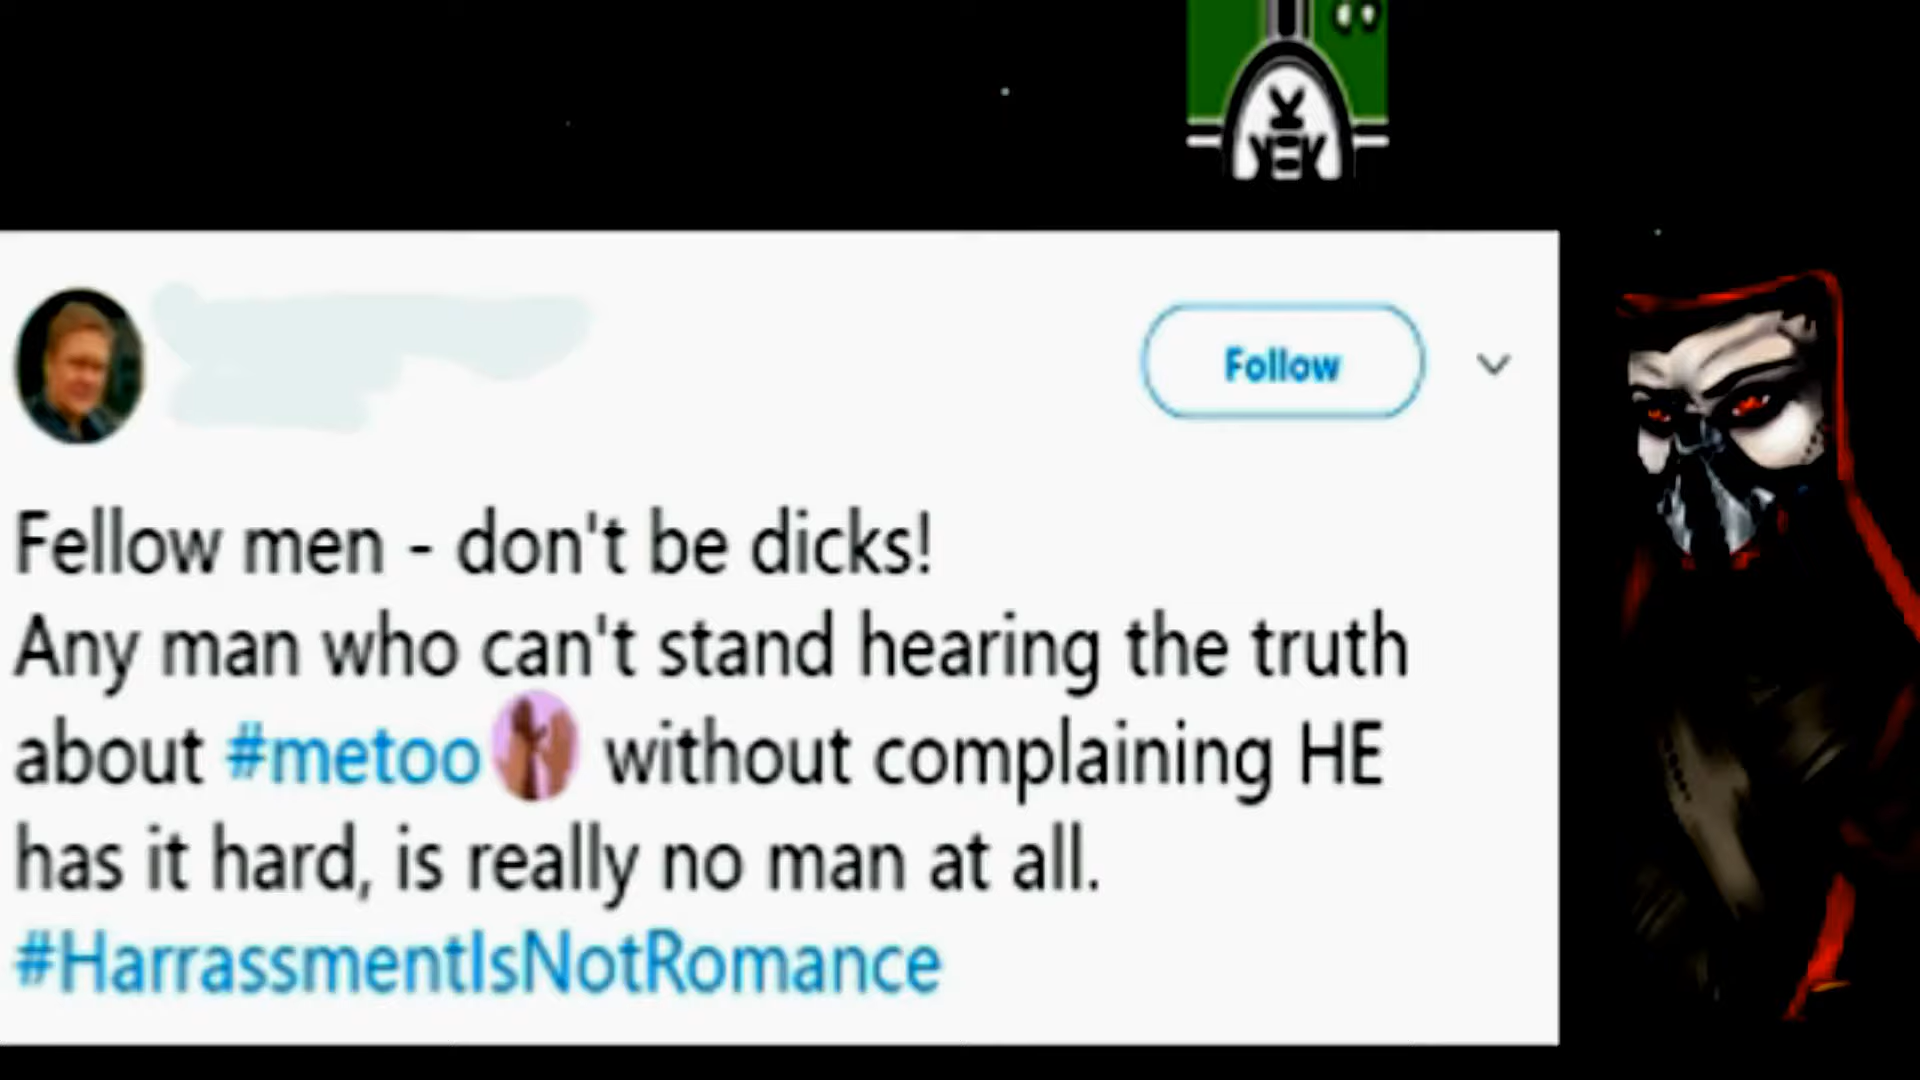 Follow
Fellow men - don't be dicks!
Any man who can't stand hearing the truth
about #metoo without complaining HE
has it hard, is really no man at all.
#HarrassmentIsNotRomance